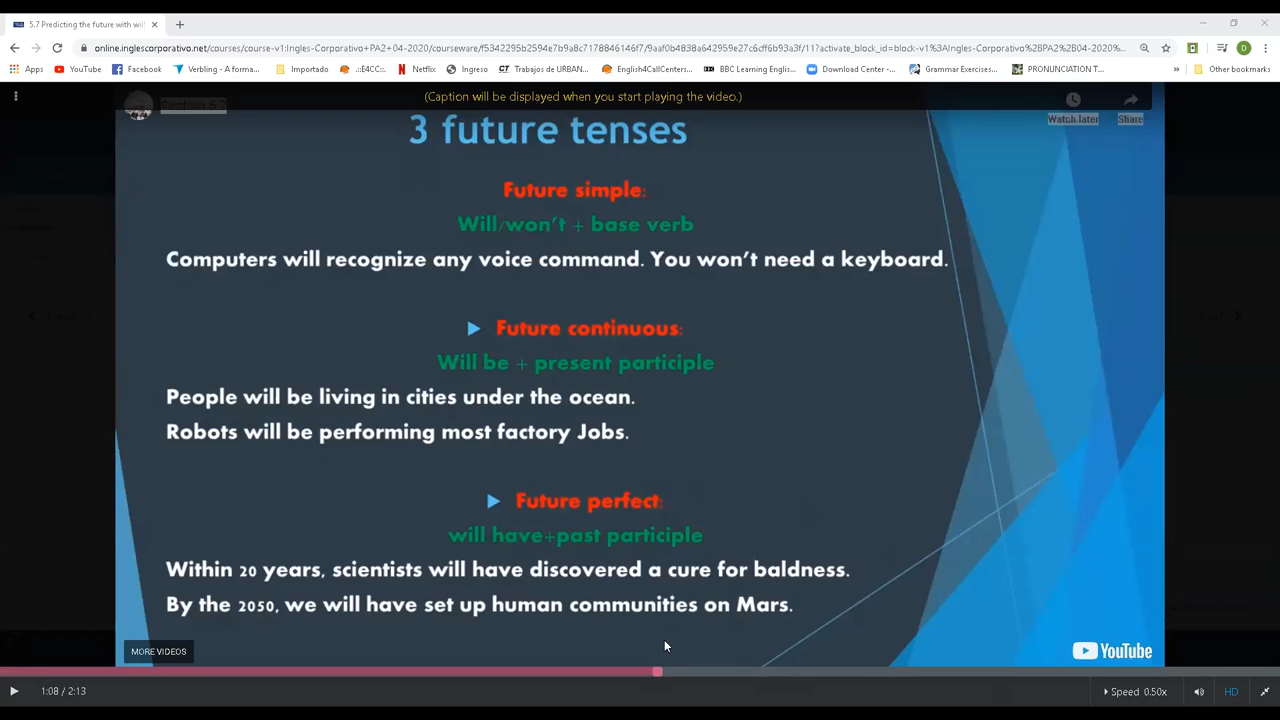 5.7 Predicting the future with wil
online.inglescorporativo.net/courses/course-v1:Ingles-Corporativo+PA2+04-2020/courseware/f5342295b2594e7b9a8c7178846146f7/9aaf0b4838a642959e27c6cff6b93a3f/11?activate_block_id=block-v1%3AIngles-Corporativo%2BPA2%2B04-2020%...
Apps YouTube Facebook Verbling - A forma... Importado .::E4CC::. Netflix Ingreso Trabajos de URBAN... English4CallCenters... BBC Learning Englis... Download Center -... Grammar Exercises... PRONUNCIATION T... » Other bookmarks
(Caption will be displayed when you start playing the video.)
Section 5.7
Watch later Share
3 future tenses
Future simple:
Will/won't + base verb
Computers will recognize any voice command. You won't need a keyboard.
Future continuous:
Will be + present participle
People will be living in cities under the ocean.
Robots will be performing most factory Jobs.
Future perfect:
will have+past participle
Within 20 years, scientists will have discovered a cure for baldness.
By the 2050, we will have set up human communities on Mars.
MORE VIDEOS
YouTube
1:08 / 2:13
Speed 0.50x
HD